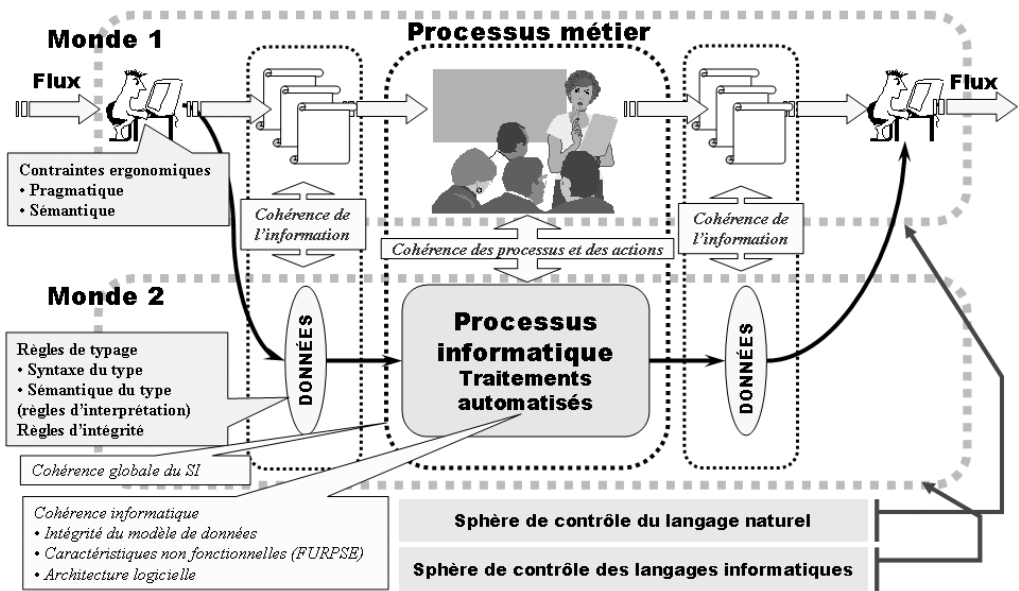 Monde 1
Processus métier
Flux
Flux
Contraintes ergonomiques
• Pragmatique
• Sémantique
Cohérence de
l'information
Cohérence des processus et des actions
Cohérence de
l'information
Monde 2
Règles de typage
• Syntaxe du type
• Sémantique du type
(règles d'interprétation)
Règles d'intégrité
DONNÉES
Processus
informatique
Traitements
automatisés
DONNÉES
Cohérence globale du SI
Cohérence informatique
• Intégrité du modèle de données
• Caractéristiques non fonctionnelles (FURPSE)
• Architecture logicielle
Sphère de contrôle du langage naturel
Sphère de contrôle des langages informatiques